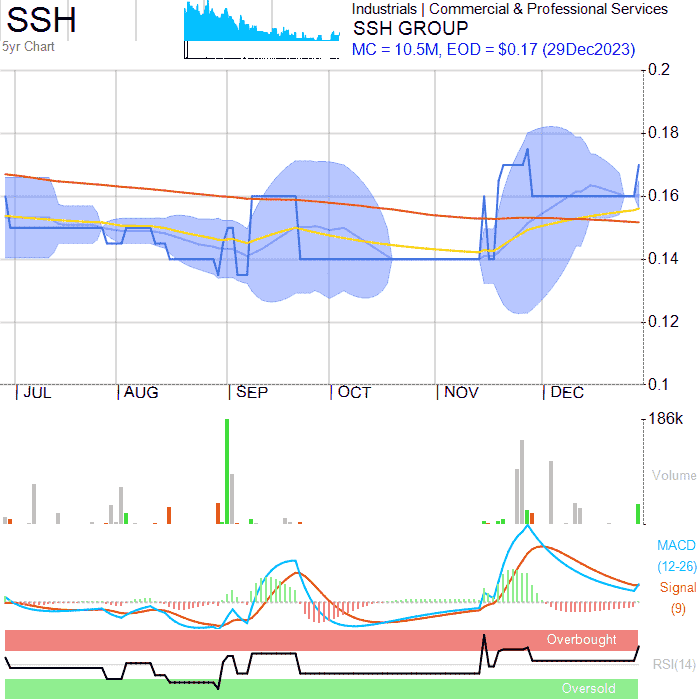 SSH
5yr Chart
Industrials | Commercial & Professional Services
SSH GROUP
MC = 10.5M, EOD = $0.17 (29Dec2023)
0.2
0.18
0.16
0.14
0.12
0.1
JUL AUG SEP OCT NOV DEC
186k
Volume
MACD
(12-26)
Signal
(9)
Overbought
RSI(14)
Oversold